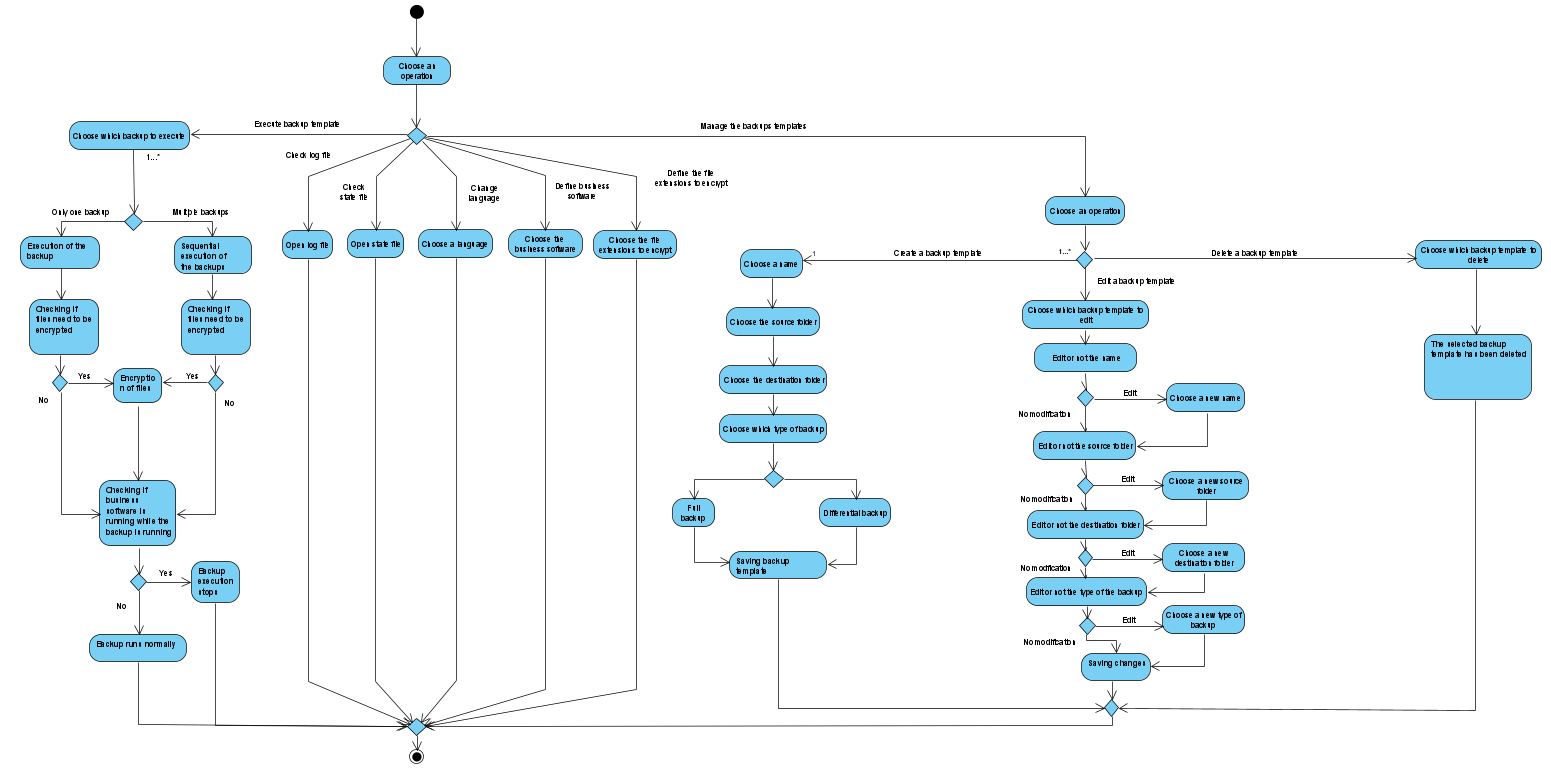 Choose an
operation
Execute backup template
Manage the backups templates
Choose which backup to execute
1...*
Check log file
Check
state file
Change
language
Define business
software
Define the file
extensions to encrypt
Only one backup
Multiple backups
Execution of the
backup
Sequential
execution of
the backups
Open log file
Open state file
Choose a language
Choose the
business software
Choose the file
extensions to encrypt
Choose an operation
1...*
Create a backup template
1
Delete a backup template
Edit a backup template
Choose a name
Choose which backup template to
delete
Checking if
files need to be
encrypted
Checking if
files need to be
encrypted
Choose the source folder
Choose which backup template to
edit
The selected backup
template has been deleted
Edit or not the name
Yes
Encryptio
n of files
Yes
No
No
Choose the destination folder
Edit
Choose a new name
No modification
Choose which type of backup
Edit or not the source folder
Checking if
business
software is
running while the
backup is running
Full
backup
Differential backup
Edit
Choose a new source
folder
No modification
Edit or not the destination folder
Saving backup
template
Edit
Choose a new
destination folder
No modification
Yes
Backup
execution
stops
No
Edit or not the type of the backup
Edit
Choose a new type of
backup
No modification
Backup runs normally
Saving changes